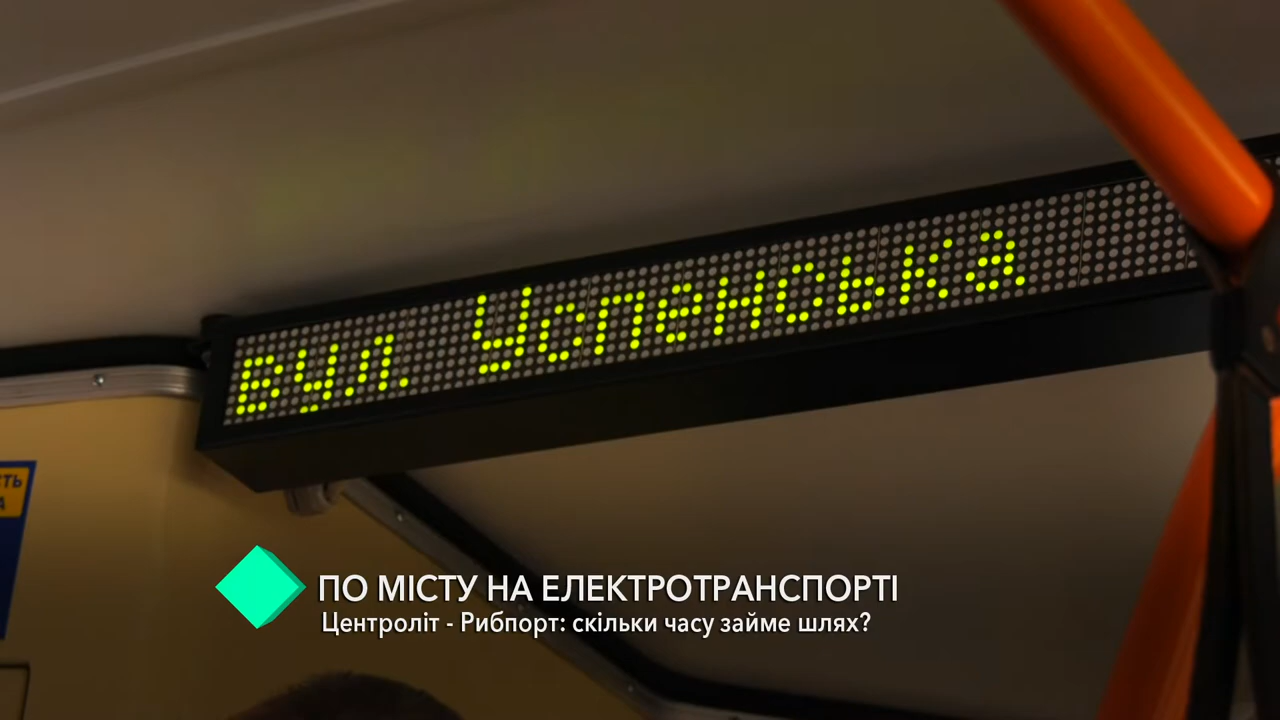 вул. Успенська
ПО МІСТУ НА ЕЛЕКТРОТРАНСПОРТІ
Центроліт - Рибпорт: скільки часу займе шлях?